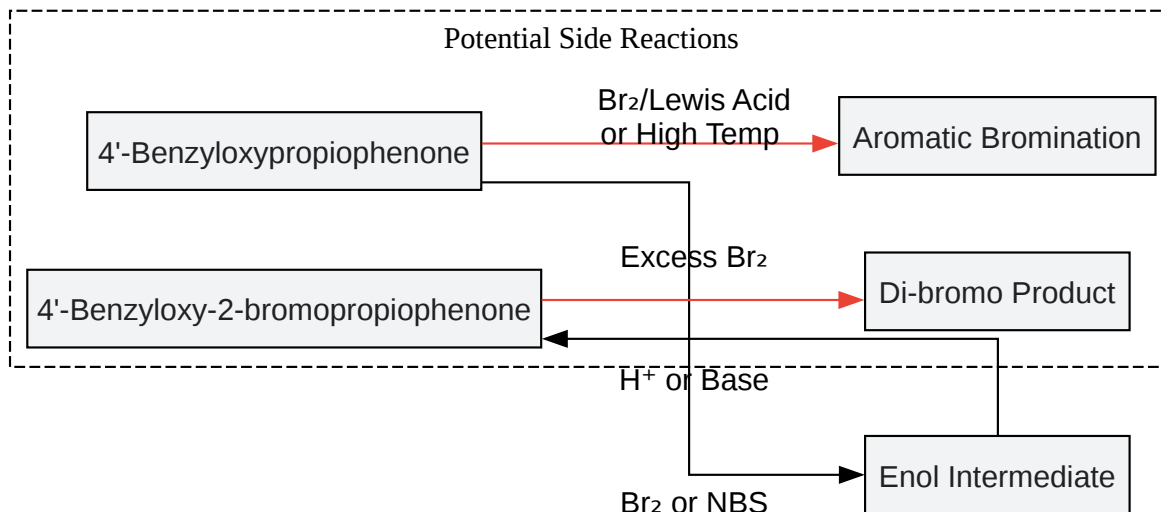 Potential Side Reactions
Br₂/Lewis Acid
or High Temp
4'-Benzyloxypropiophenone
Aromatic Bromination
Excess Br₂
4'-Benzyloxy-2-bromopropiophenone
Di-bromo Product
H⁺ or Base
Enol Intermediate
Br₂ or NBS